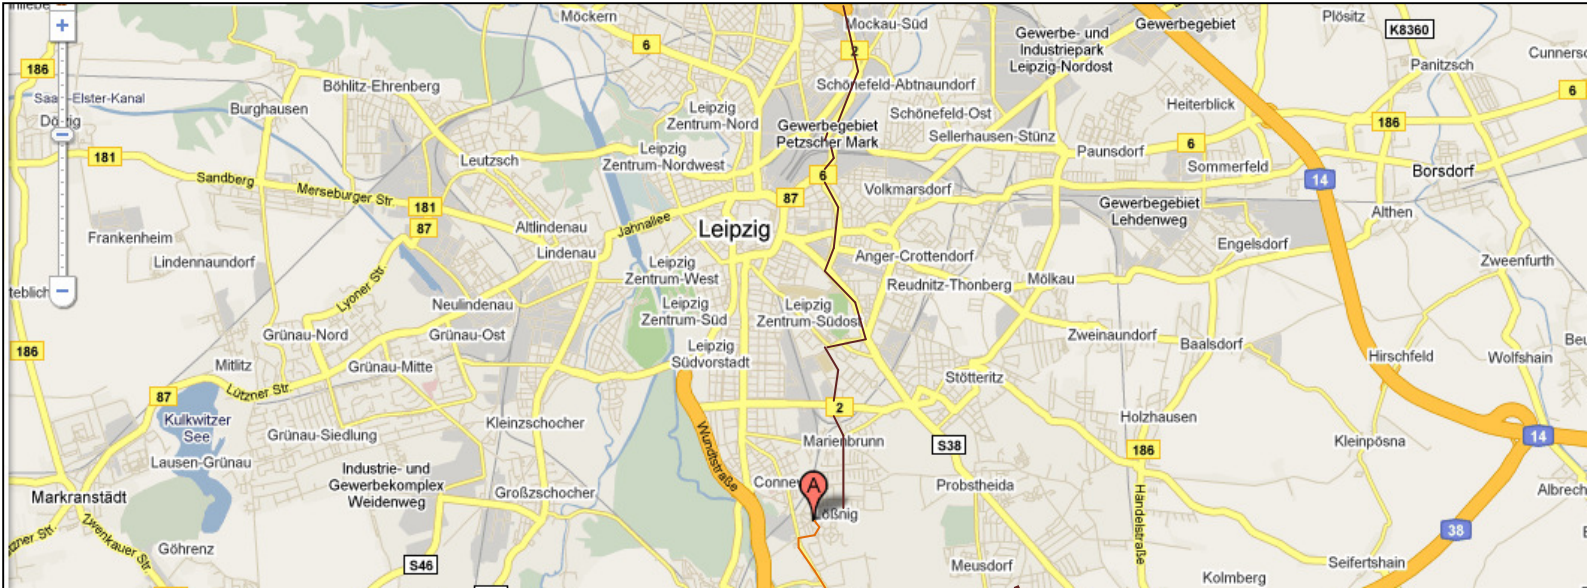 Möckern
Mockau-Süd
Gewerbe- und
Industriepark
Leipzig-Nordost
Gewerbegebiet
Plösitz
K8360
6
2
186
Panitzsch
Böhlitz-Ehrenberg
Schönefeld-Abtnaundorf
Saale-Elster-Kanal
Burghausen
Leipzig
Zentrum-Nord
Schönefeld-Ost
Heiterblick
6
Dölzig
Gewerbegebiet
Petzscher Mark
Sellerhausen-Stünz
186
181
Leutzsch
Leipzig
Zentrum-Nordwest
Paunsdorf
6
Sommerfeld
Borsdorf
Sandberg
Merseburger Str.
6
Volkmarsdorf
14
87
181
Gewerbegebiet
Lehdenweg
Althen
87
Jahnallee
Leipzig
Frankenheim
Altlindenau
Lindenau
Engelsdorf
Lindennaundorf
Leipzig
Zentrum-West
Anger-Crottendorf
Zweenfurth
Reudnitz-Thonberg
Mölkau
Lyoner Str.
Neulindenau
Leipzig
Zentrum-Süd
Leipzig
Zentrum-Südost
Grünau-Nord
Grünau-Ost
Zweinaundorf
Baalsdorf
186
Leipzig
Südvorstadt
Hirschfeld
Wolfshain
Miltitz
Grünau-Mitte
Stötteritz
Lützner Str.
87
2
Kulkwitzer
See
Kleinzschocher
Holzhausen
Grünau-Siedlung
Wundtstraße
Marienbrunn
S38
186
Kleinpösna
14
Lausen-Grünau
Industrie- und
Gewerbekomplex
Weidenweg
A
Probstheida
Markranstädt
Großzschocher
Lößnig
Händelstraße
38
Zwenkauer Str.
Göhrenz
S46
Meusdorf
Seifertshain
Kolmberg